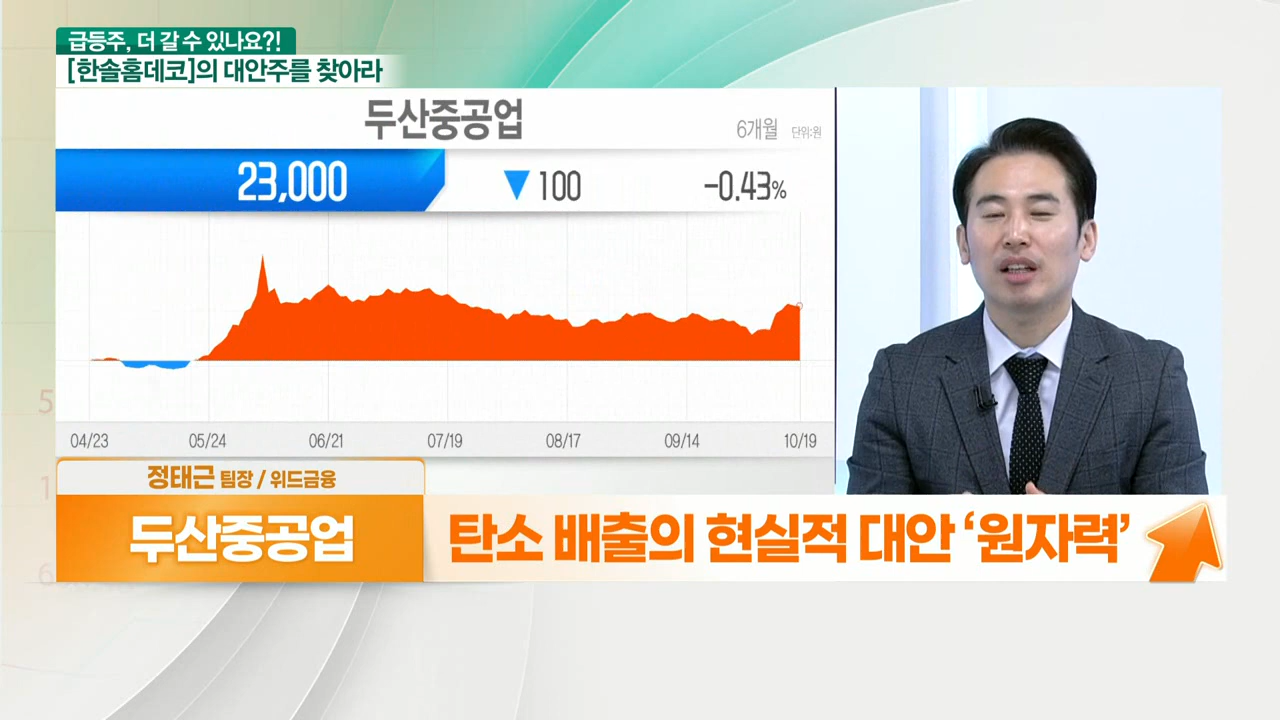 급등주, 더 갈 수 있나요?!
[한솔홈데코]의 대안주를 찾아라
두산중공업
6개월 단위:원
23,000 ▼ 100 -0.43%
04/23 05/24 06/21 07/19 08/17 09/14 10/19
정태근 팀장 / 위드금융
두산중공업
탄소 배출의 현실적 대안 ‘원자력’
5
1
6